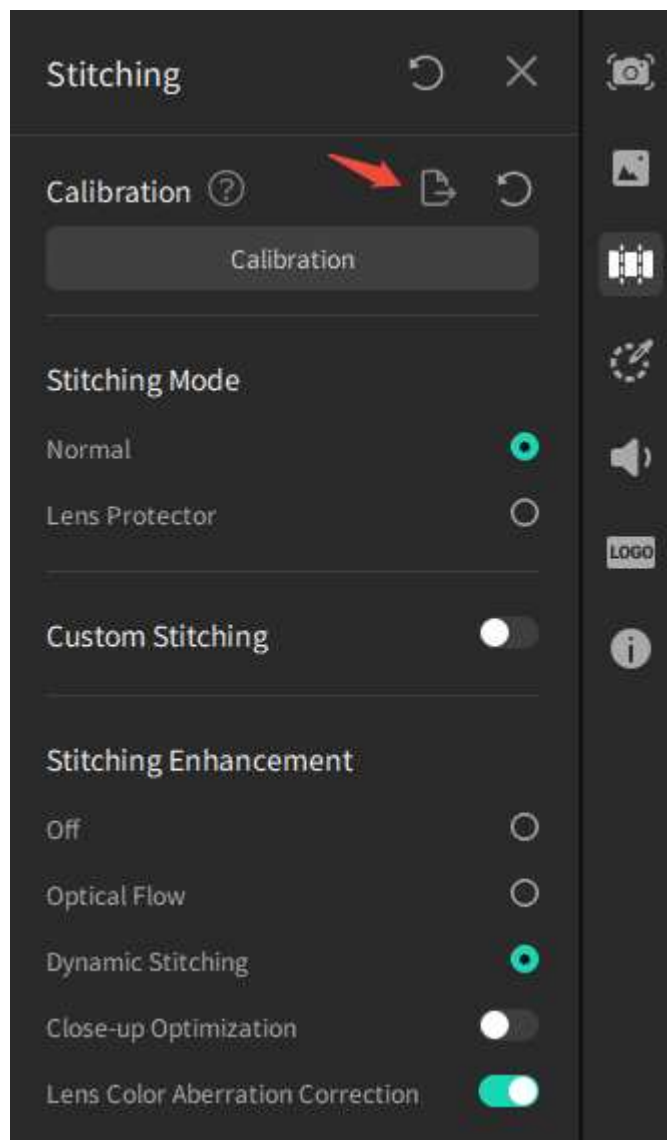 Stitching
Calibration
Calibration
Stitching Mode
Normal
Lens Protector
LOGO
Custom Stitching
Stitching Enhancement
Off
Optical Flow
Dynamic Stitching
Close-up Optimization
Lens Color Aberration Correction